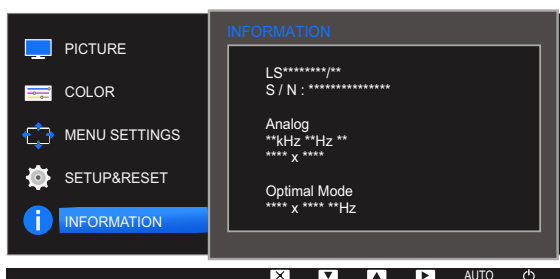 PICTURE
COLOR
MENU SETTINGS
SETUP&RESET
INFORMATION
INFORMATION
LS********/**
S / N : ***************
Analog
**kHz **Hz **
**** x ****
Optimal Mode
**** x **** **Hz
AUTO